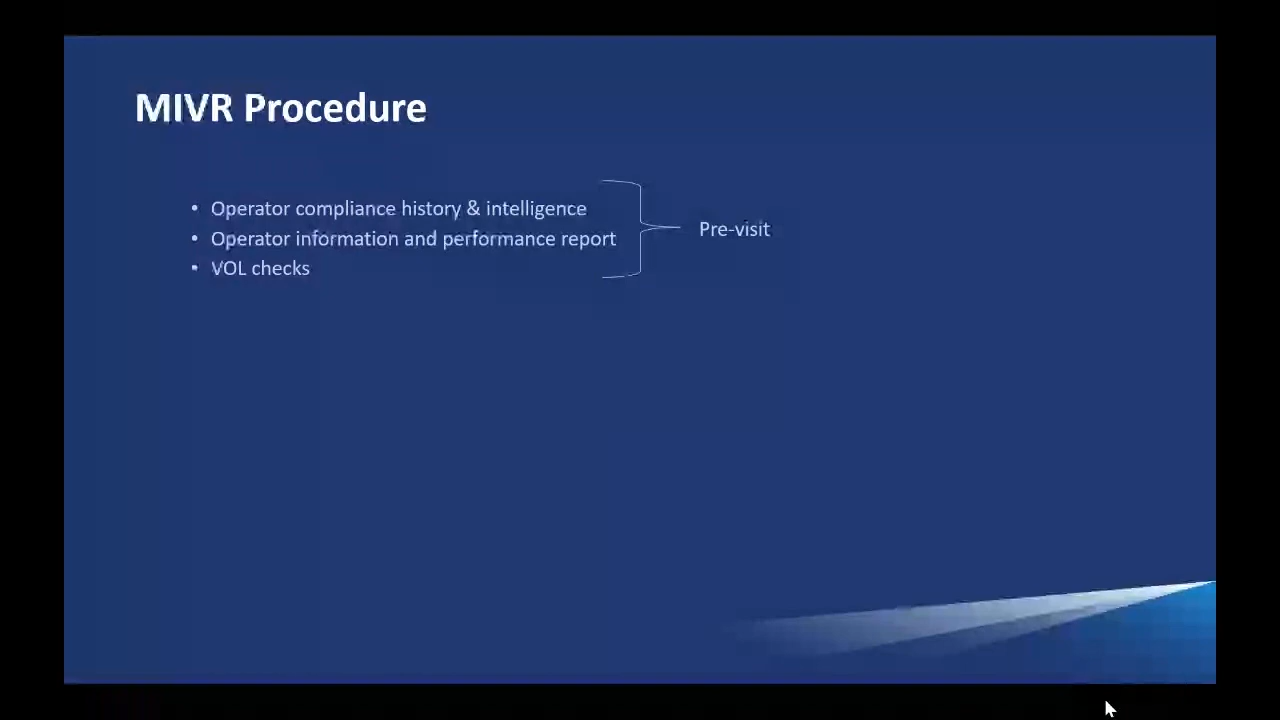 MIVR Procedure
• Operator compliance history & intelligence
• Operator information and performance report
Pre-visit
• VOL checks